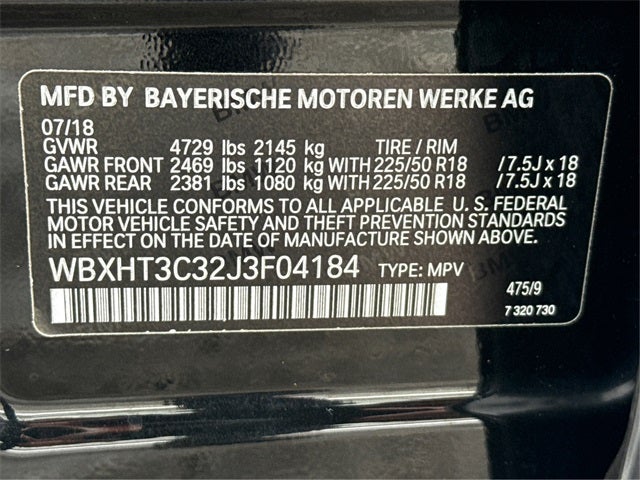 MFD BY BAYERISCHE MOTOREN WERKE AG
07/18
GVWR 4729 lbs 2145 kg TIRE / RIM
GAWR FRONT 2469 lbs 1120 kg WITH 225/50 R18 / 7.5J x 18
GAWR REAR 2381 lbs 1080 kg WITH 225/50 R18 / 7.5J x 18
THIS VEHICLE CONFORMS TO ALL APPLICABLE U. S. FEDERAL
MOTOR VEHICLE SAFETY AND THEFT PREVENTION STANDARDS
IN EFFECT ON THE DATE OF MANUFACTURE SHOWN ABOVE.
WBXHT3C32J3F04184 TYPE: MPV
475/9
7 320 730